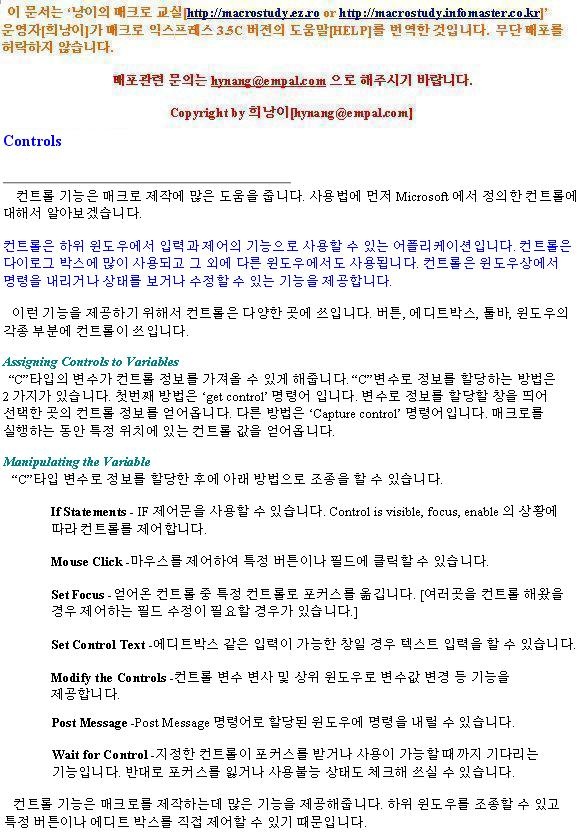 이 문서는 '낭이의 매크로 교실[http://macrostudy.ez.ro or http://macrostudy.infomaster.co.kr]'
운영자[희낭이]가 매크로 익스프레스 3.5C 버젼의 도움말[HELP]를 번역한 것입니다. 무단 배포를
허락하지 않습니다.
배포관련 문의는 hynang@empal.com 으로 해주시기 바랍니다.
Copyright by 희낭이[hynang@empal.com]
Controls
컨트롤 기능은 매크로 제작에 많은 도움을 줍니다. 사용법에 먼저 Microsoft 에서 정의한 컨트롤에
대해서 알아보겠습니다.
컨트롤은 하위 윈도우에서 입력과 제어의 기능으로 사용할 수 있는 어플리케이션입니다. 컨트롤은
다이로그 박스에 많이 사용되고 그 외에 다른 윈도우에서도 사용됩니다. 컨트롤은 윈도우상에서
명령을 내리거나 상태를 보거나 수정할 수 있는 기능을 제공합니다.
이런 기능을 제공하기 위해서 컨트롤은 다양한 곳에 쓰입니다. 버튼, 에디트박스, 툴바, 윈도우의
각종 부분에 컨트롤이 쓰입니다.
Assigning Controls to Variables
"C"타입의 변수가 컨트롤 정보를 가져올 수 있게 해줍니다. "C"변수로 정보를 할당하는 방법은
2 가지가 있습니다. 첫번째 방법은 'get control' 명령어 입니다. 변수로 정보를 할당할 창을 띄어
선택한 곳의 컨트롤 정보를 얻어옵니다. 다른 방법은 'Capture control' 명령어입니다. 매크로를
실행하는 동안 특정 위치에 있는 컨트롤 값을 얻어옵니다.
Manipulating the Variable
"C"타입 변수로 정보를 할당한 후에 아래 방법으로 조종을 할 수 있습니다.
If Statements - IF 제어문을 사용할 수 있습니다. Control is visible, focus, enable 의 상황에
따라 컨트롤를 제어합니다.
Mouse Click -마우스를 제어하여 특정 버튼이나 필드에 클릭할 수 있습니다.
Set Focus - 얻어온 컨트롤 중 특정 컨트롤로 포커스를 옮깁니다. [여러곳을 컨트롤 해왔을
경우 제어하는 필드 수정이 필요할 경우가 있습니다.]
Set Control Text -에디트박스 같은 입력이 가능한 창일 경우 텍스트 입력을 할 수 있습니다.
Modify the Controls -컨트롤 변수 변사 및 상위 윈도우로 변수값 변경 등 기능을
제공합니다.
Post Message -Post Message 명령어로 할당된 윈도우에 명령을 내릴 수 있습니다.
Wait for Control -지정한 컨트롤이 포커스를 받거나 사용이 가능할 때까지 기다리는
기능입니다. 반대로 포커스를 잃거나 사용불능 상태도 체크해 쓰실 수 있습니다.
컨트롤 기능은 매크로를 제작하는데 많은 기능을 제공해줍니다. 하위 윈도우를 조종할 수 있고
특정 버튼이나 에디트 박스를 직접 제어할 수 있기 때문입니다.